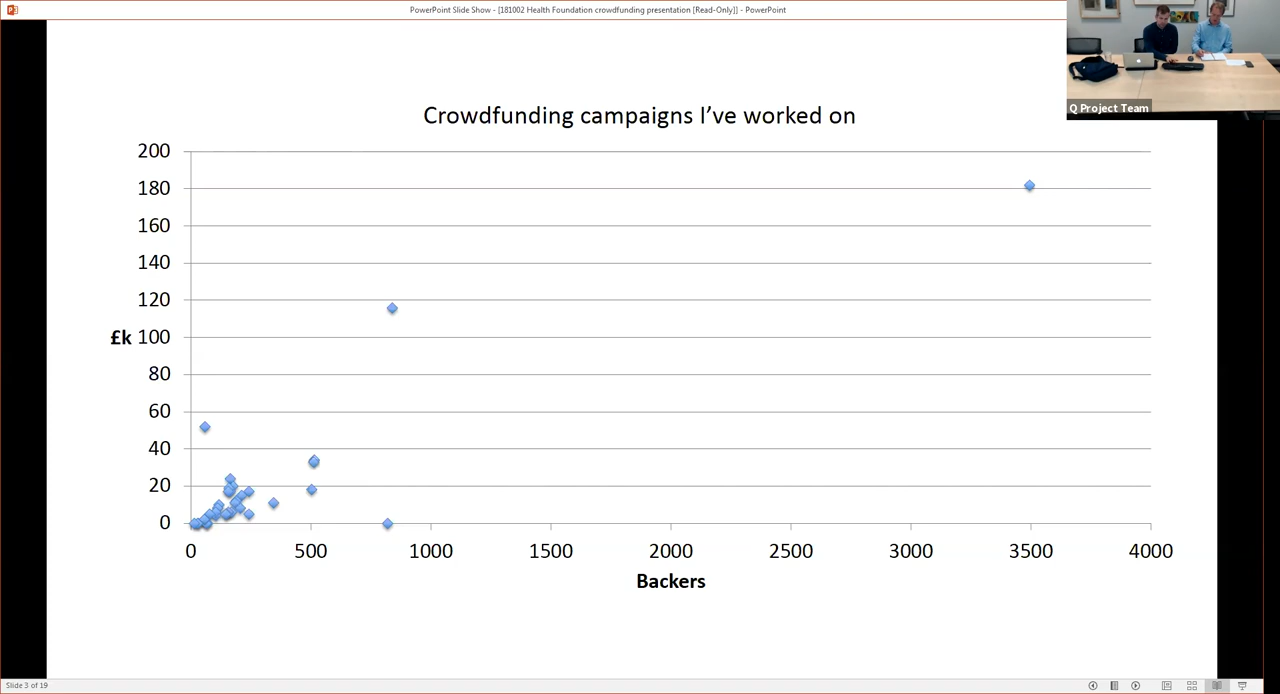 PowerPoint Slide Show - [181002 Health Foundation crowdfunding presentation [Read-Only]] - PowerPoint
Q Project Team
Crowdfunding campaigns I've worked on
200
180
160
140
120
£k 100
80
60
40
20
0
0 500 1000 1500 2000 2500 3000 3500 4000
Backers
Slide 3 of 19